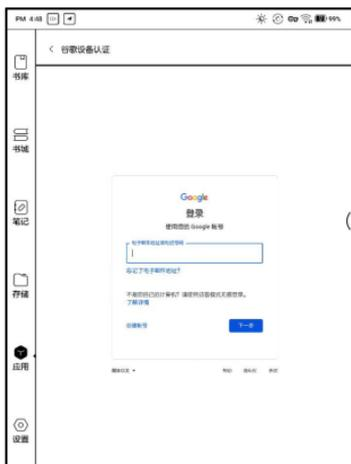 PM 4:48
99%
谷歌设备认证
书库
书城
笔记
存储
应用
设置
Google
登录
使用您的 Google 帐号
电子邮件地址或电话号码
忘记了电子邮件地址?
不是您自己的计算机?请使用访客模式无痕登录。
了解详情
创建帐号
下一步
简体中文
帮助 隐私权 条款